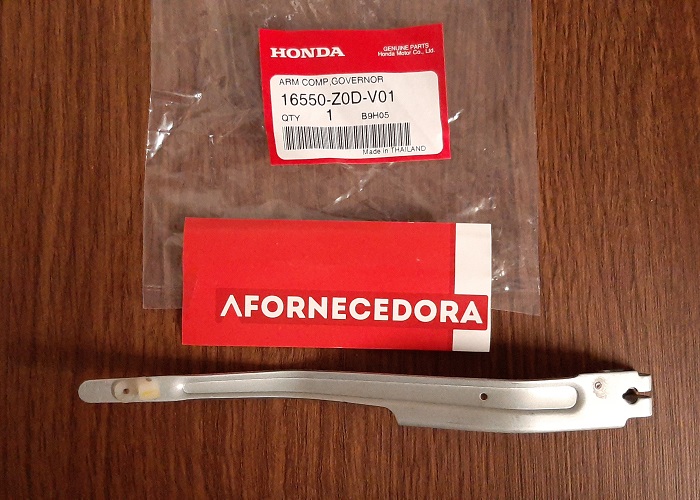 HONDA
GENUINE PARTS
Honda Motor Co., Ltd.
ARM COMP,GOVERNOR
16550-Z0D-V01
QTY 1 B9H05
Made in THAILAND
AFORNECEDORA